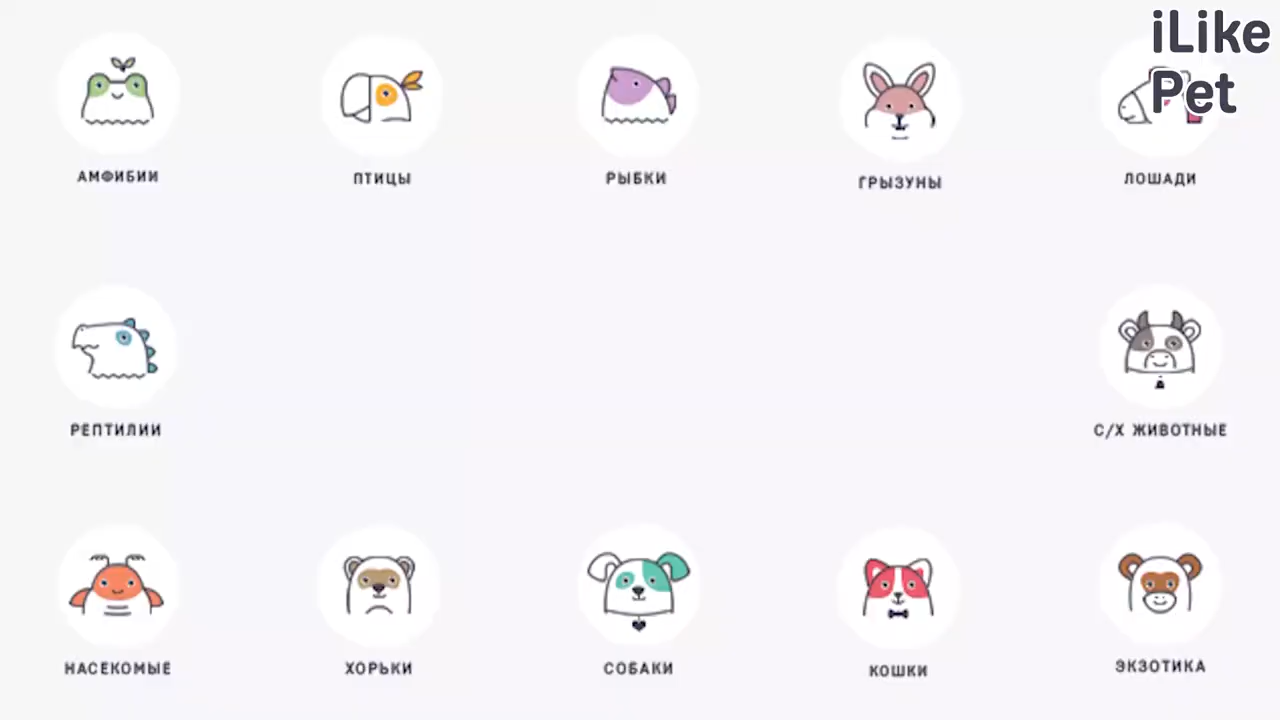 iLike
Pet
АМФИБИИ
ПТИЦЫ
РЫБКИ
ГРЫЗУНЫ
ЛОШАДИ
РЕПТИЛИИ
С/Х ЖИВОТНЫЕ
НАСЕКОМЫЕ
ХОРЬКИ
СОБАКИ
КОШКИ
ЭКЗОТИКА